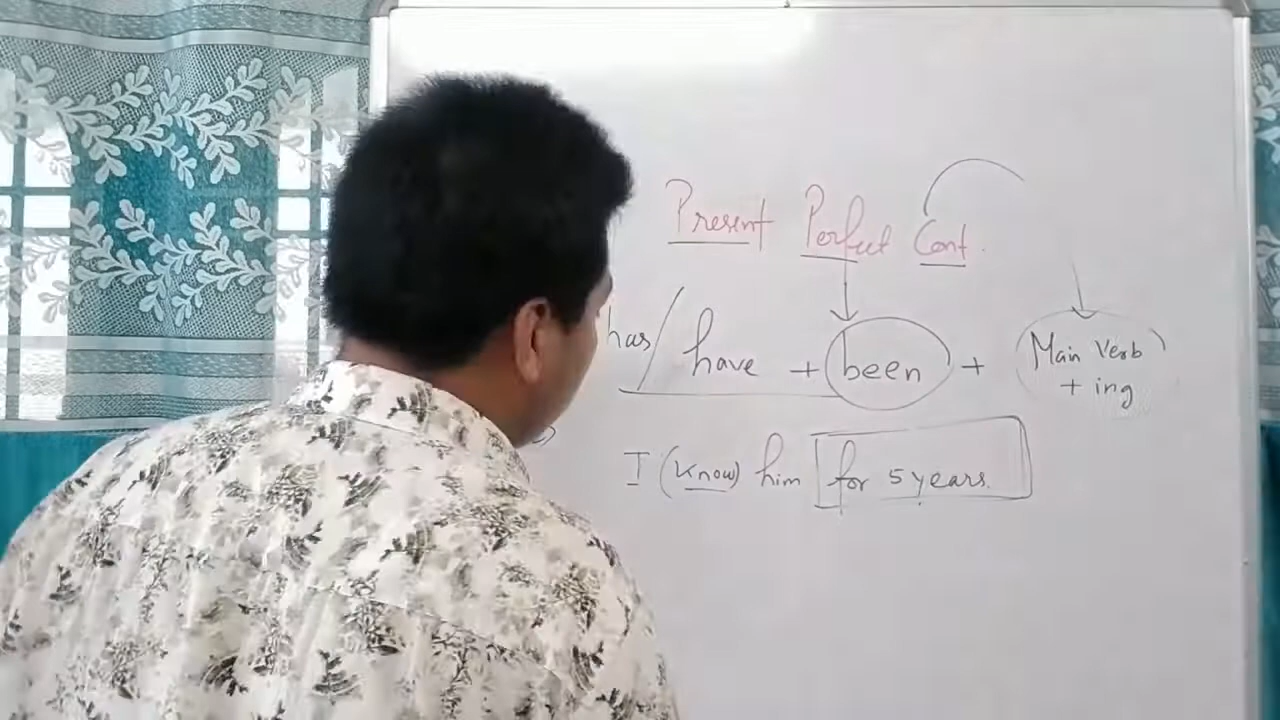 Present Perfect Cont.
has/have + been + Main Verb
+ ing
I (know) him for 5 years.